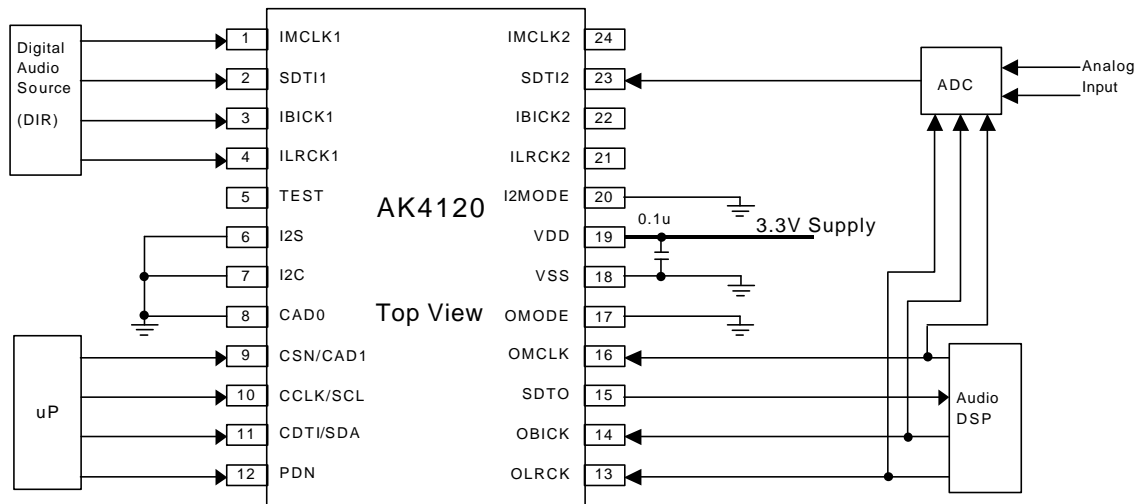 Digital
Audio
Source
(DIR)
1 IMCLK1
2 SDTI1
3 IBICK1
4 ILRCK1
5 TEST
6 I2S
7 I2C
8 CAD0
uP
9 CSN/CAD1
10 CCLK/SCL
11 CDTI/SDA
12 PDN
AK4120
Top View
IMCLK2 24
SDTI2 23
IBICK2 22
ILRCK2 21
I2MODE 20
VDD 19
VSS 18
OMODE 17
OMCLK 16
SDTO 15
OBICK 14
OLRCK 13
0.1u
3.3V Supply
ADC
Analog
Input
Audio
DSP